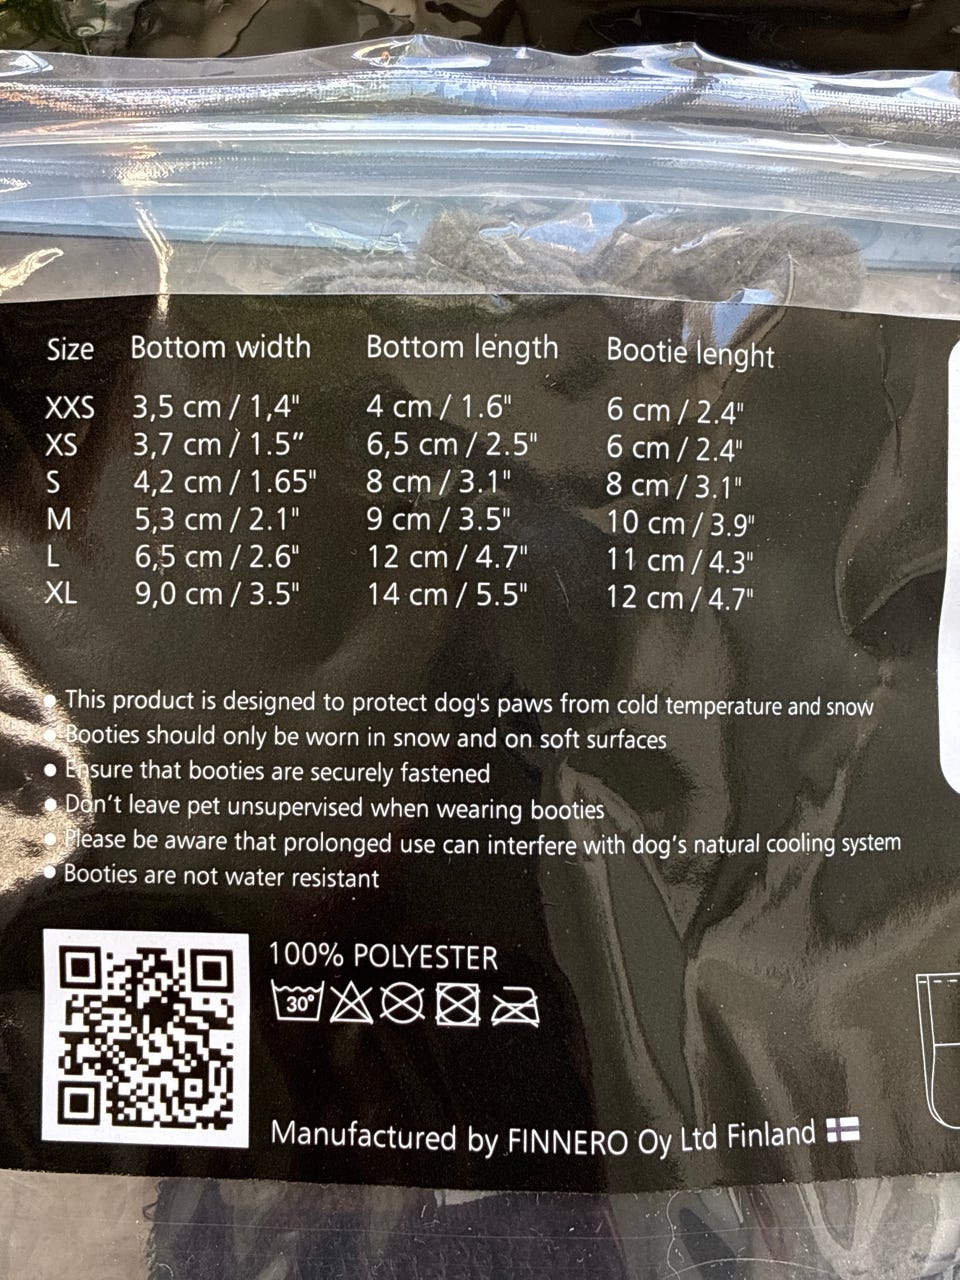 Size Bottom width Bottom length Bootie lenght
XXS 3,5 cm / 1,4" 4 cm / 1.6" 6 cm / 2.4"
XS 3,7 cm / 1.5” 6,5 cm / 2.5" 6 cm / 2.4"
S 4,2 cm / 1.65" 8 cm / 3.1" 8 cm / 3.1"
M 5,3 cm / 2.1" 9 cm / 3.5" 10 cm / 3.9"
L 6,5 cm / 2.6" 12 cm / 4.7" 11 cm / 4.3"
XL 9,0 cm / 3.5" 14 cm / 5.5" 12 cm / 4.7"
• This product is designed to protect dog's paws from cold temperature and snow
• Booties should only be worn in snow and on soft surfaces
• Ensure that booties are securely fastened
• Don’t leave pet unsupervised when wearing booties
• Please be aware that prolonged use can interfere with dog’s natural cooling system
• Booties are not water resistant
100% POLYESTER
30°
Manufactured by FINNERO Oy Ltd Finland